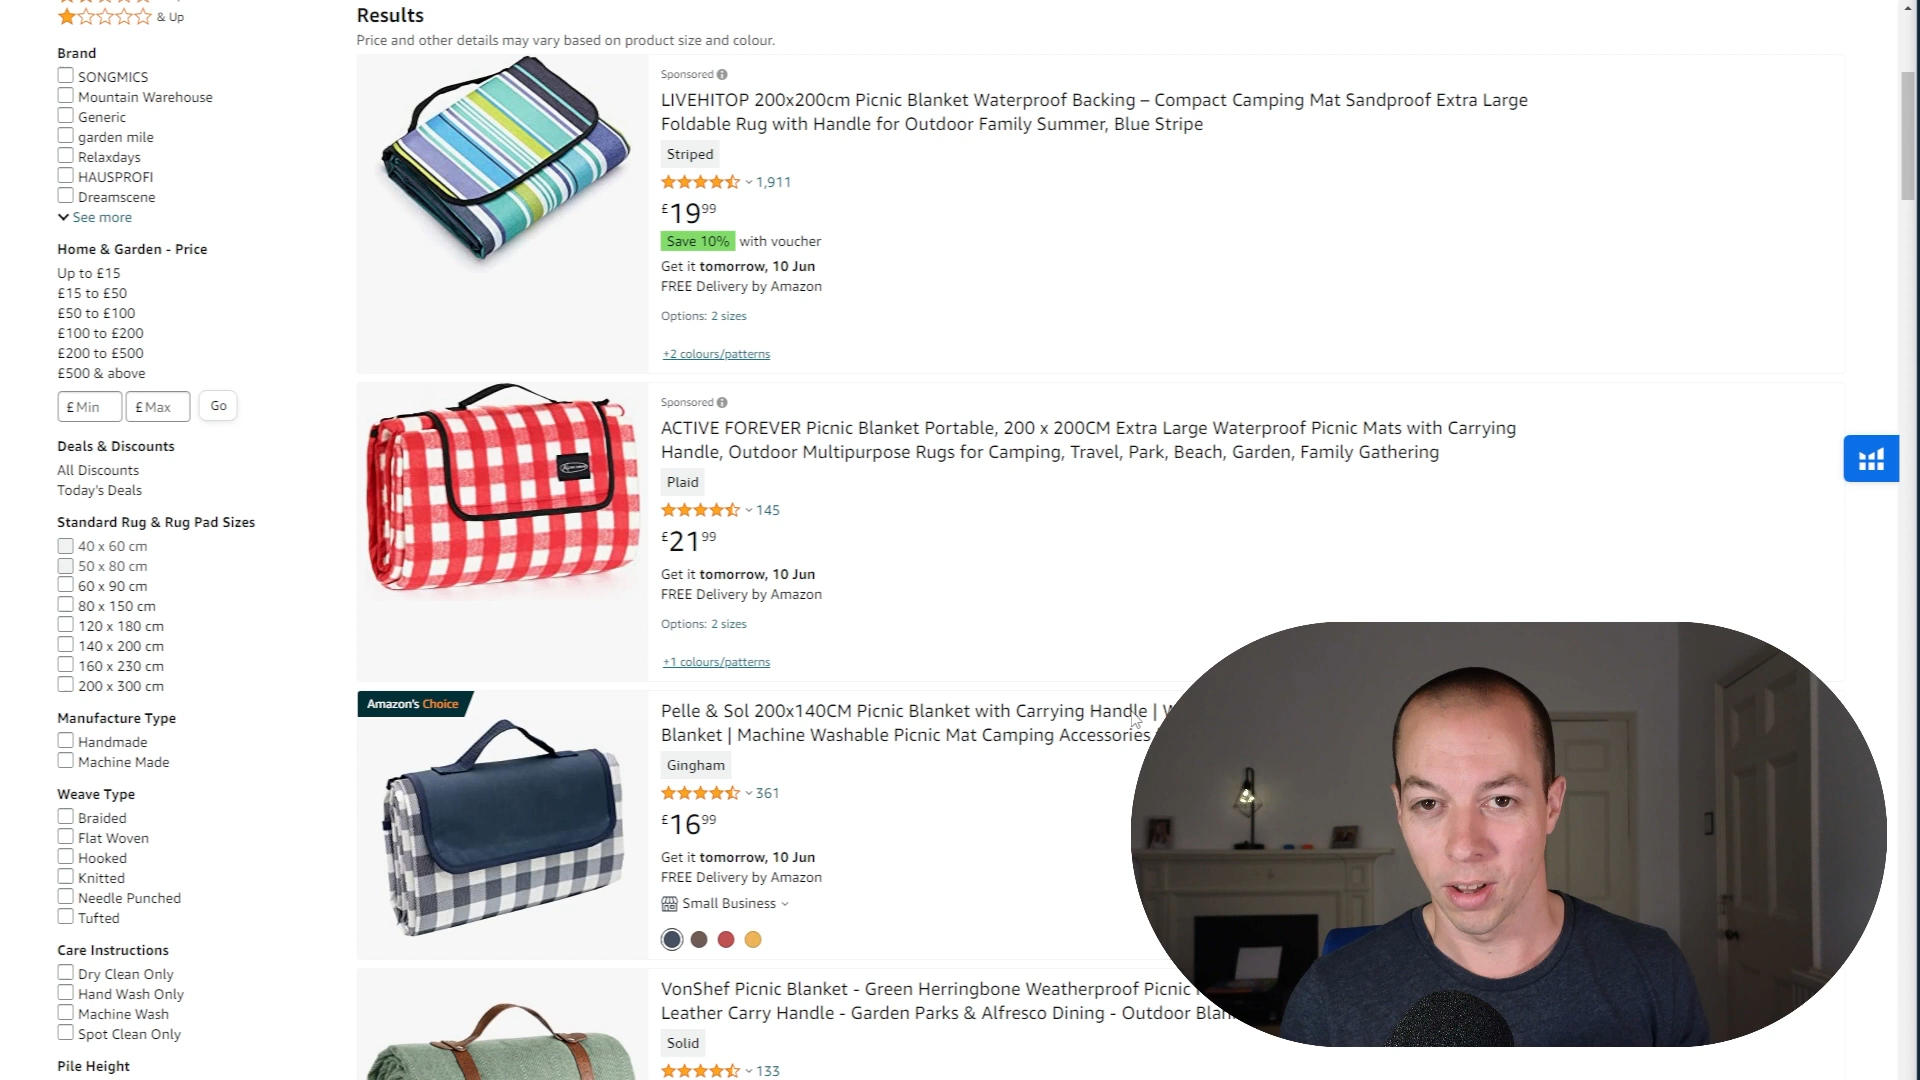 & Up
Brand
SONGMICS
Mountain Warehouse
Generic
garden mile
Relaxdays
HAUSPROFI
Dreamscene
See more
Home & Garden - Price
Up to £15
£15 to £50
£50 to £100
£100 to £200
£200 to £500
£500 & above
£ Min £ Max Go
Deals & Discounts
All Discounts
Today's Deals
Standard Rug & Rug Pad Sizes
40 x 60 cm
50 x 80 cm
60 x 90 cm
80 x 150 cm
120 x 180 cm
140 x 200 cm
160 x 230 cm
200 x 300 cm
Manufacture Type
Handmade
Machine Made
Weave Type
Braided
Flat Woven
Hooked
Knitted
Needle Punched
Tufted
Care Instructions
Dry Clean Only
Hand Wash Only
Machine Wash
Spot Clean Only
Pile Height
Results
Price and other details may vary based on product size and colour.
Sponsored
LIVEHITOP 200x200cm Picnic Blanket Waterproof Backing – Compact Camping Mat Sandproof Extra Large
Foldable Rug with Handle for Outdoor Family Summer, Blue Stripe
Striped
1,911
£19.99
Save 10% with voucher
Get it tomorrow, 10 Jun
FREE Delivery by Amazon
Options: 2 sizes
+2 colours/patterns
Sponsored
ACTIVE FOREVER Picnic Blanket Portable, 200 x 200CM Extra Large Waterproof Picnic Mats with Carrying
Handle, Outdoor Multipurpose Rugs for Camping, Travel, Park, Beach, Garden, Family Gathering
Plaid
145
£21.99
Get it tomorrow, 10 Jun
FREE Delivery by Amazon
Options: 2 sizes
+1 colours/patterns
Amazon's Choice
Pelle & Sol 200x140CM Picnic Blanket with Carrying Handle |
Blanket | Machine Washable Picnic Mat Camping Accessories
Gingham
361
£16.99
Get it tomorrow, 10 Jun
FREE Delivery by Amazon
Small Business
VonShef Picnic Blanket - Green Herringbone Weatherproof Picnic
Leather Carry Handle - Garden Parks & Alfresco Dining - Outdoor
Solid
133